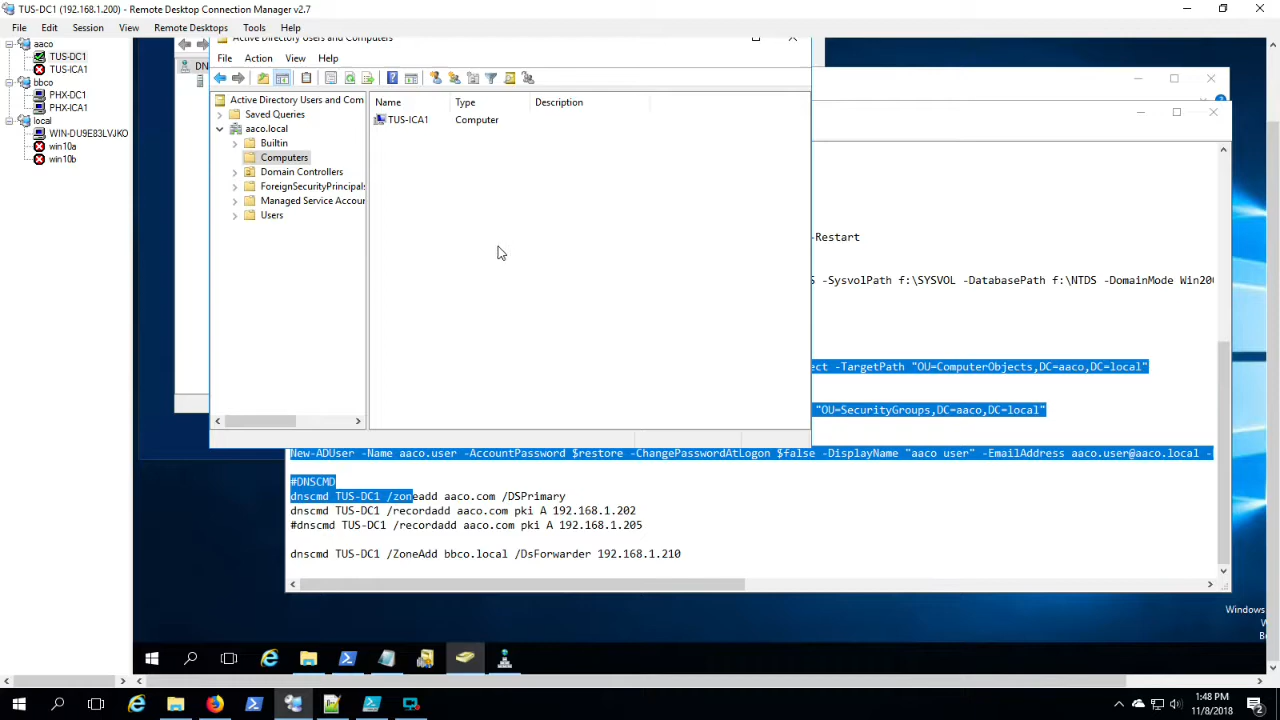 TUS-DC1 (192.168.1.200) - Remote Desktop Connection Manager v2.7
File Edit Session View Remote Desktops Tools Help
aaco
TUS-DC1
TUS-ICA1
bbco
PHX-DC1
PHX-ICA1
local
WIN-DU9E83LVJKO
win10a
win10b
Active Directory Users and Computers
File Action View Help
Active Directory Users and Com
Saved Queries
aaco.local
Builtin
Computers
Domain Controllers
ForeignSecurityPrincipals
Managed Service Accour
Users
Name Type Description
TUS-ICA1 Computer
-Restart
-SysvolPath f:\SYSVOL -DatabasePath f:\NTDS -DomainMode Win200
ect -TargetPath "OU=ComputerObjects,DC=aaco,DC=local"
"OU=SecurityGroups,DC=aaco,DC=local"
New-ADUser -Name aaco.user -AccountPassword $restore -ChangePasswordAtLogon $false -DisplayName "aaco user" -EmailAddress aaco.user@aaco.local -
#DNSCMD
dnscmd TUS-DC1 /zoneadd aaco.com /DSPrimary
dnscmd TUS-DC1 /recordadd aaco.com pki A 192.168.1.202
#dnscmd TUS-DC1 /recordadd aaco.com pki A 192.168.1.205
dnscmd TUS-DC1 /ZoneAdd bbco.local /DsForwarder 192.168.1.210
Windows
W
1:48 PM
11/8/2018
2